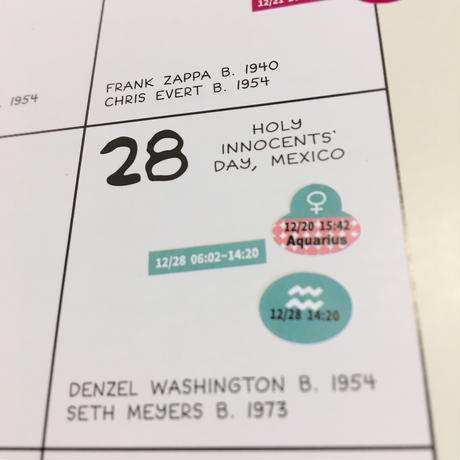 FRANK ZAPPA B. 1940
CHRIS EVERT B. 1954
1954
28
HOLY
INNOCENTS'
DAY, MEXICO
12/20 15:42
Aquarius
12/28 06:02~14:20
12/28 14:20
DENZEL WASHINGTON B. 1954
SETH MEYERS B. 1973